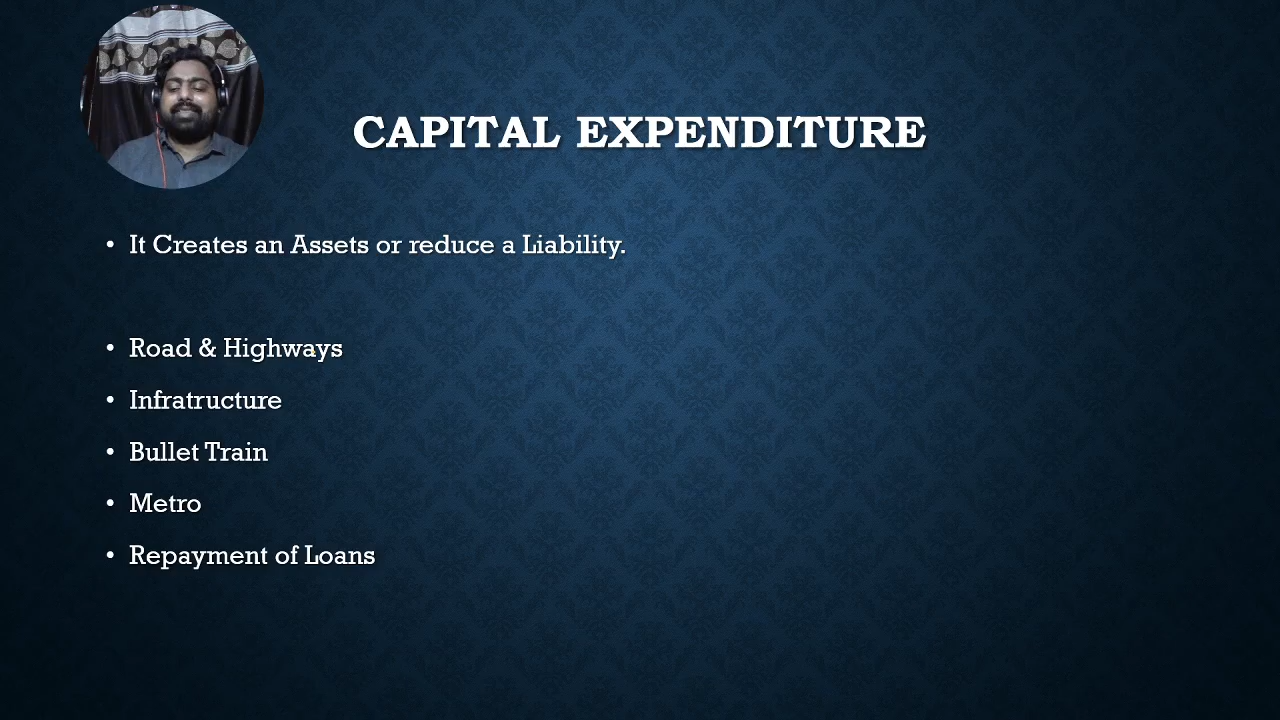 CAPITAL EXPENDITURE
• It Creates an Assets or reduce a Liability.
• Road & Highways
• Infratructure
• Bullet Train
• Metro
• Repayment of Loans